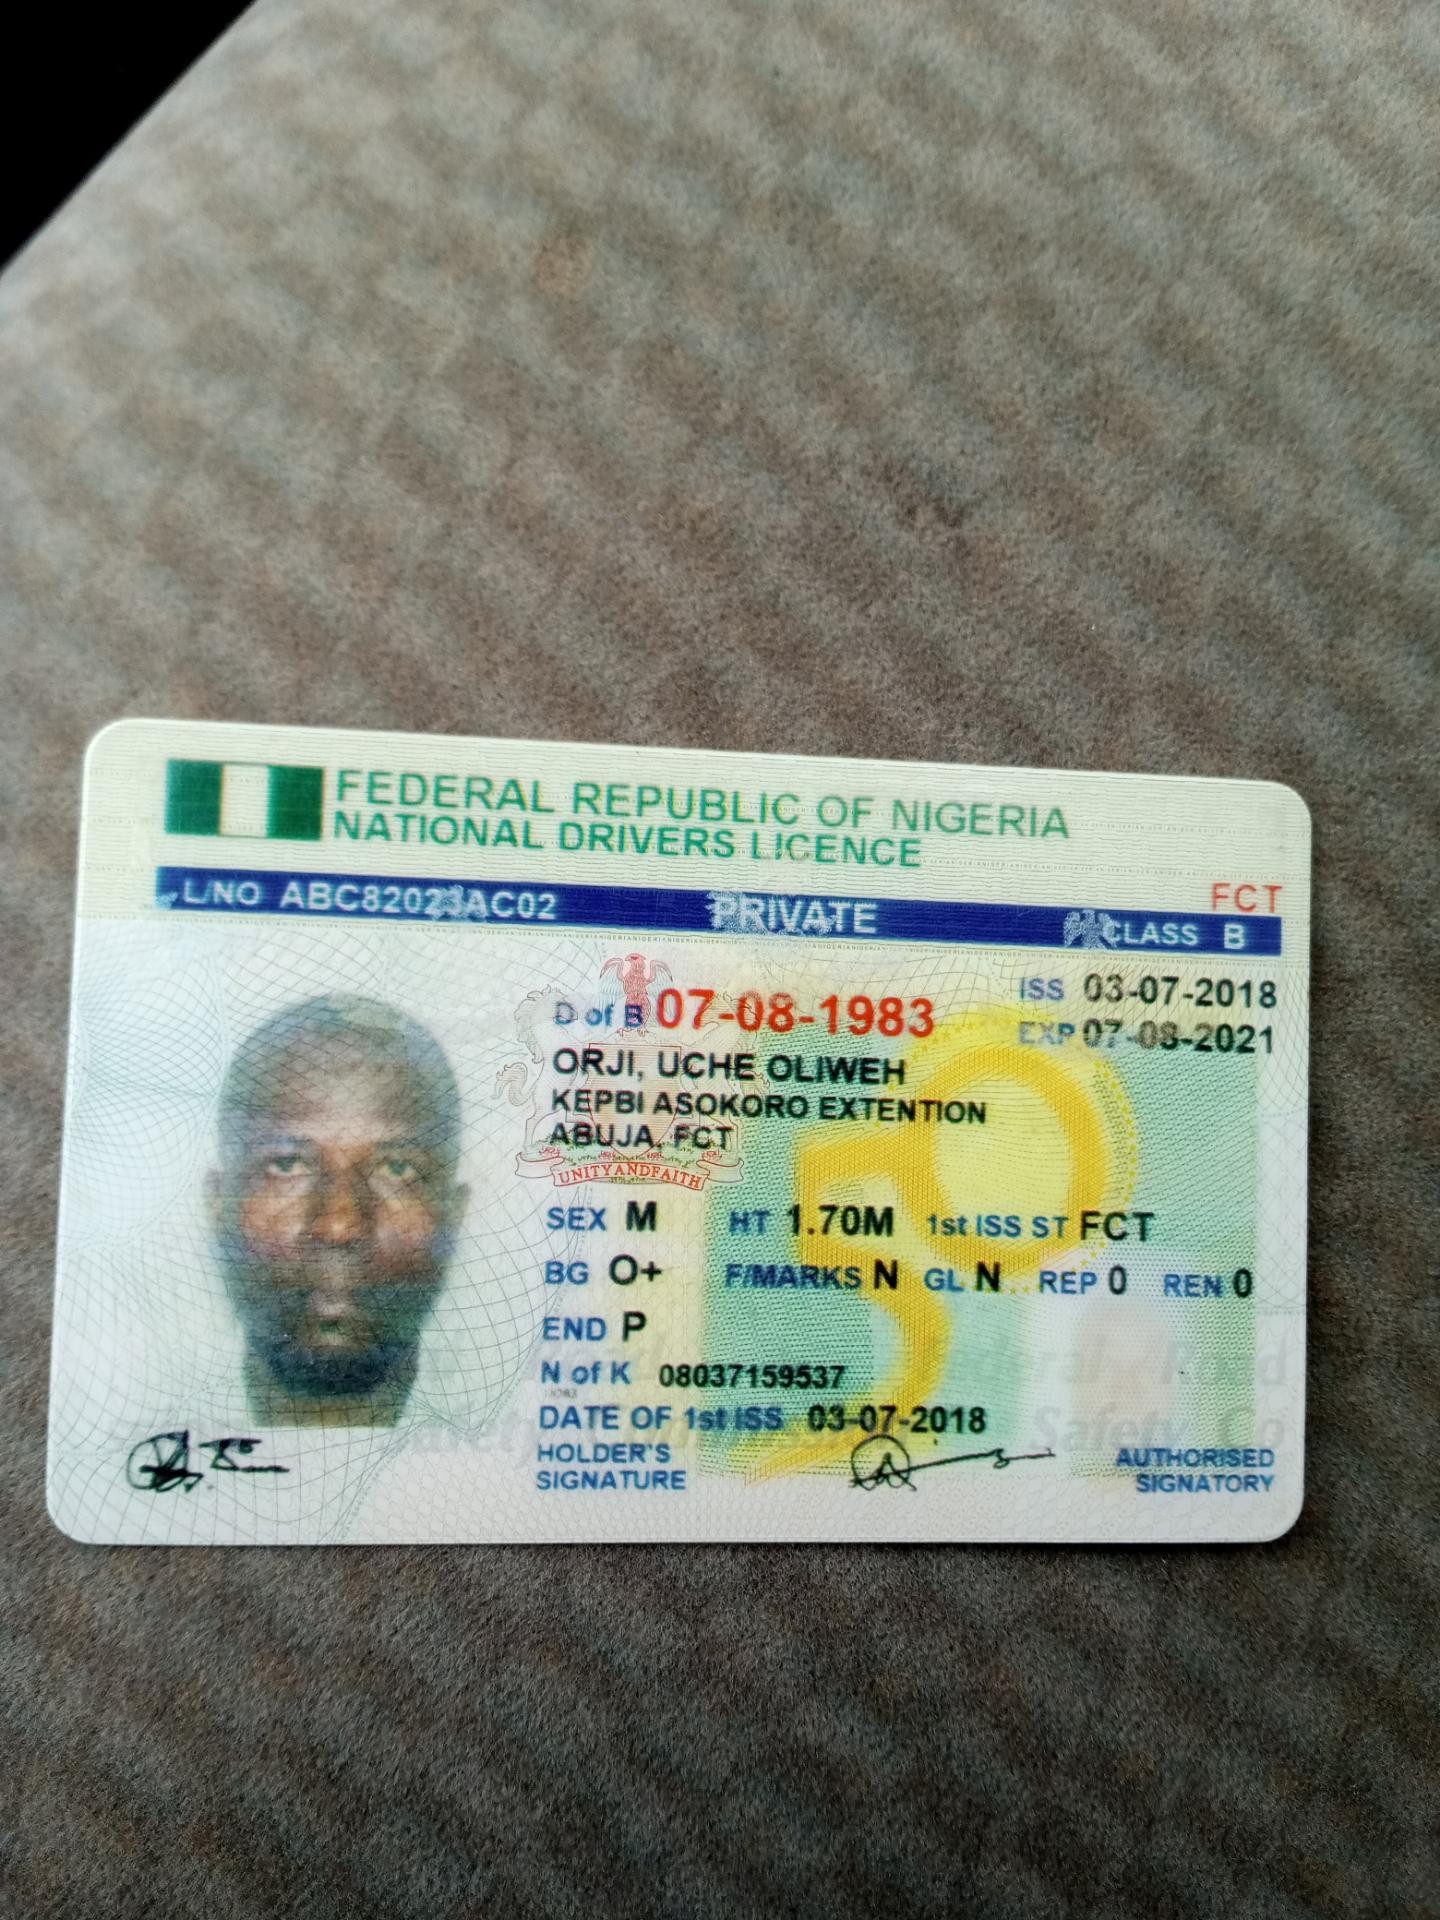 FEDERAL REPUBLIC OF NIGERIA
NATIONAL DRIVERS LICENCE
FCT
L/NO ABC82023AC02 PRIVATE CLASS B
ISS 03-07-2018
D of B 07-08-1983 EXP 07-08-2021
ORJI, UCHE OLIWEH
KEPBI ASOKORO EXTENTION
ABUJA, FCT
UNITY AND FAITH
SEX M HT 1.70M 1st ISS ST FCT
BG O+ F/MARKS N GL N REP 0 REN 0
END P
N of K 08037159537
DATE OF 1st ISS 03-07-2018
HOLDER'S
SIGNATURE
AUTHORISED
SIGNATORY